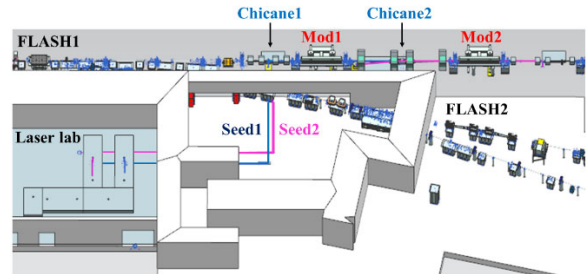 Chicane1
Chicane2
Mod1
Mod2
FLASH1
FLASH2
Laser lab
Seed1
Seed2